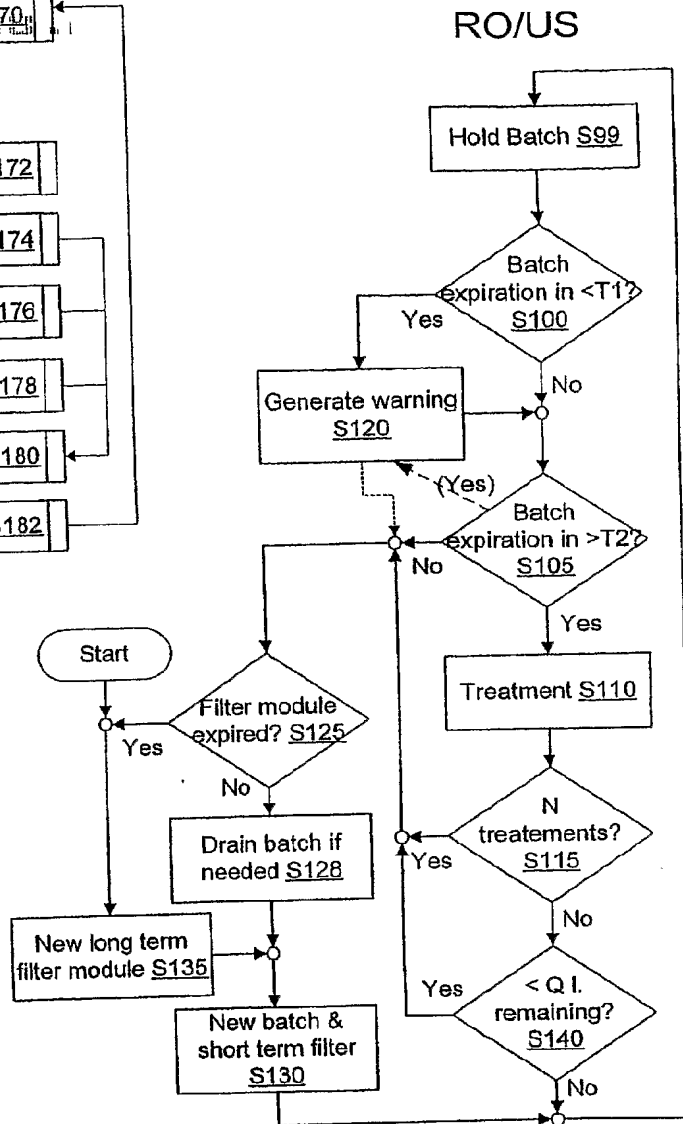 RO/US
70
Hold Batch S99
172
174
Batch
expiration in <T1?
S100
Yes
176
No
178
Generate warning
S120
180
(Yes)
182
Batch
expiration in >T2?
S105
No
Yes
Start
Treatment S110
Filter module
expired? S125
Yes
No
N
treatements?
S115
Yes
Drain batch if
needed S128
No
New long term
filter module S135
< Q l.
remaining?
S140
Yes
New batch &
short term filter
S130
No